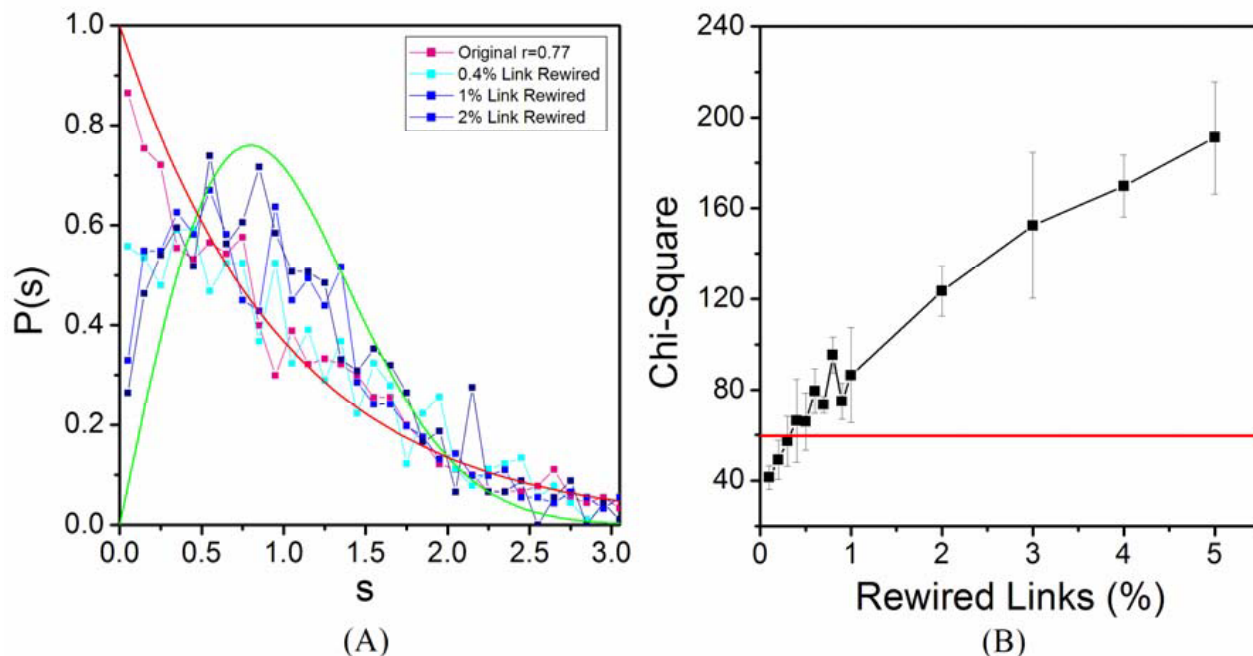 1.0
0.8
0.6
0.4
0.2
0.0
P(s)
Original r=0.77
0.4% Link Rewired
1% Link Rewired
2% Link Rewired
0.0 0.5 1.0 1.5 2.0 2.5 3.0
s
(A)
240
200
160
120
80
40
Chi-Square
0 1 2 3 4 5
Rewired Links (%)
(B)